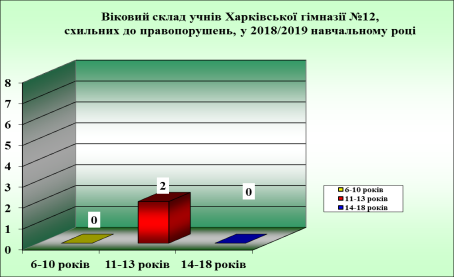 Віковий склад учнів Харківської гімназії №12,
схильних до правопорушень, у 2018/2019 навчальному році
8
7
6
5
4
3
2
1
0
0
2
0
6-10 років
11-13 років
14-18 років
6-10 років
11-13 років
14-18 років